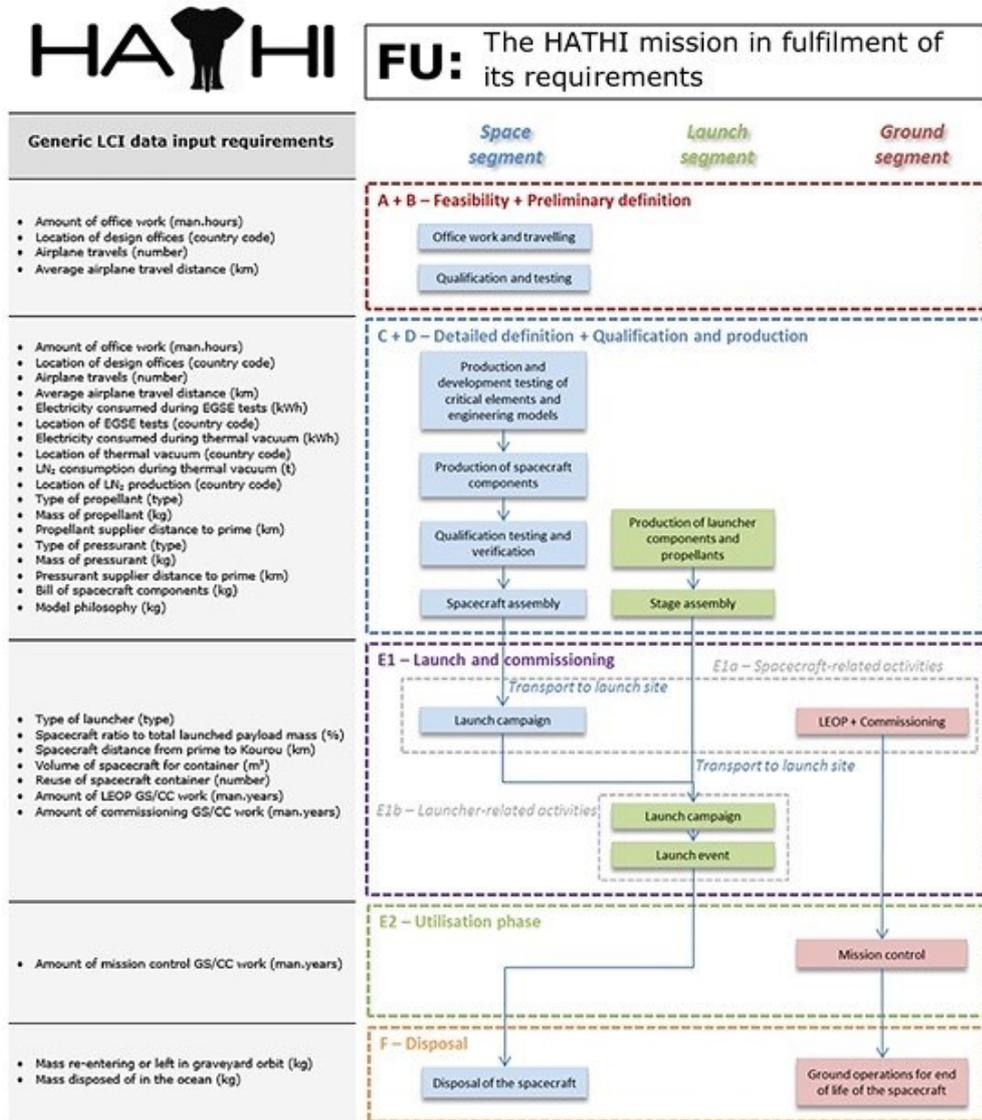 HATHI
FU: The HATHI mission in fulfilment of
its requirements
Generic LCI data input requirements
Space
segment
Launch
segment
Ground
segment
• Amount of office work (man.hours)
• Location of design offices (country code)
• Airplane travels (number)
• Average airplane travel distance (km)
A + B – Feasibility + Preliminary definition
Office work and travelling
Qualification and testing
• Amount of office work (man.hours)
• Location of design offices (country code)
• Airplane travels (number)
• Average airplane travel distance (km)
• Electricity consumed during EGSE tests (kWh)
• Location of EGSE tests (country code)
• Electricity consumed during thermal vacuum (kWh)
• Location of thermal vacuum (country code)
• LN₂ consumption during thermal vacuum (t)
• Location of LN₂ production (country code)
• Type of propellant (type)
• Mass of propellant (kg)
• Propellant supplier distance to prime (km)
• Type of pressurant (type)
• Mass of pressurant (kg)
• Pressurant supplier distance to prime (km)
• Bill of spacecraft components (kg)
• Model philosophy (kg)
C + D – Detailed definition + Qualification and production
Production and
development testing of
critical elements and
engineering models
Production of spacecraft
components
Qualification testing and
verification
Spacecraft assembly
Production of launcher
components and
propellants
Stage assembly
• Type of launcher (type)
• Spacecraft ratio to total launched payload mass (%)
• Spacecraft distance from prime to Kourou (km)
• Volume of spacecraft for container (m³)
• Reuse of spacecraft container (number)
• Amount of LEOP GS/CC work (man.years)
• Amount of commissioning GS/CC work (man.years)
E1 – Launch and commissioning
E1a – Spacecraft-related activities
Transport to launch site
Launch campaign
LEOP + Commissioning
Transport to launch site
E1b – Launcher-related activities
Launch campaign
Launch event
• Amount of mission control GS/CC work (man.years)
E2 – Utilisation phase
Mission control
• Mass re-entering or left in graveyard orbit (kg)
• Mass disposed of in the ocean (kg)
F – Disposal
Disposal of the spacecraft
Ground operations for end
of life of the spacecraft